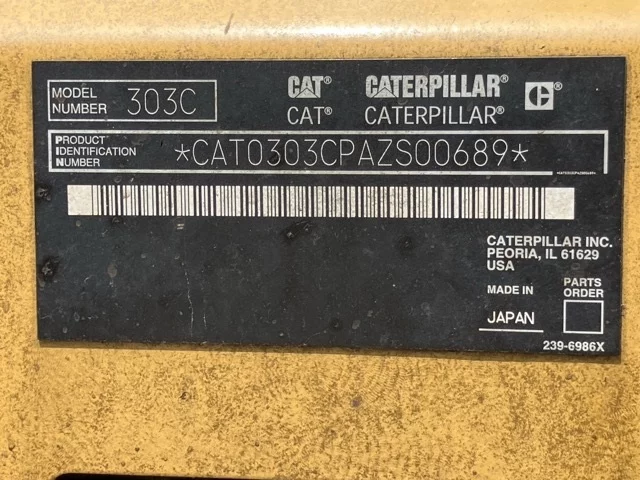 MODEL NUMBER 303C
CAT® CATERPILLAR® C
CAT® CATERPILLAR®
PRODUCT IDENTIFICATION NUMBER *CAT0303CPAZS00689*
CATERPILLAR INC.
PEORIA, IL 61629
USA
MADE IN JAPAN
PARTS ORDER
239-6986X